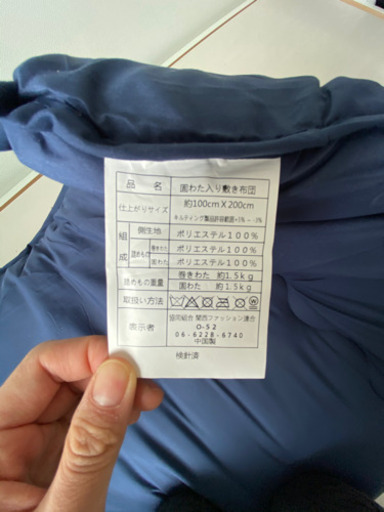 品名 固わた入り敷き布団
仕上がりサイズ 約100cm×200cm
キルティング製品許容範囲+5% ~ -3%
組成 側生地 ポリエステル100%
詰めもの 巻きわた ポリエステル100%
固わた ポリエステル100%
詰めもの重量 巻きわた 約1.5kg
固わた 約1.5kg
取扱い方法
表示者 協同組合 関西ファッション連合
O-52
06-6228-6740
中国製
検針済